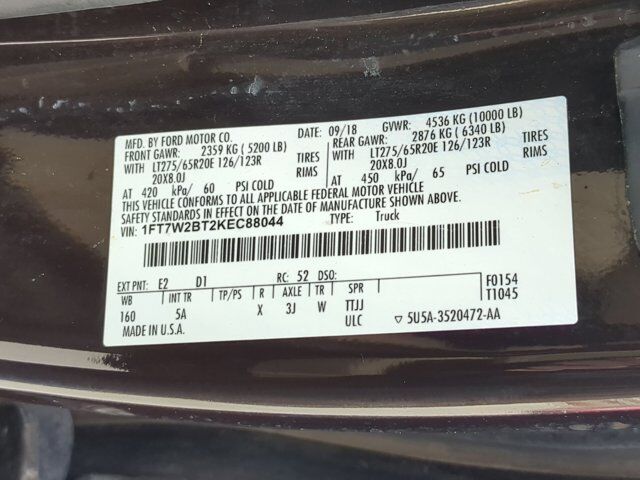 MFD. BY FORD MOTOR CO.
09/18 GVWR: 4536 KG (10000 LB)
FRONT GAWR: 2359 KG ( 5200 LB)
REAR GAWR: 2876 KG ( 6340 LB)
WITH LT275/65R20E 126/123R TIRES
WITH LT275/65R20E 126/123R TIRES
20X8.0J RIMS
20X8.0J RIMS
AT 420 kPa/ 60 PSI COLD
AT 450 kPa/ 65 PSI COLD
THIS VEHICLE CONFORMS TO ALL APPLICABLE FEDERAL MOTOR VEHICLE
SAFETY STANDARDS IN EFFECT ON THE DATE OF MANUFACTURE SHOWN ABOVE.
VIN: 1FT7W2BT2KEC88044 TYPE: Truck
EXT PNT: E2 D1 RC: 52 DSO:
WB INT TR TP/PS R AXLE TR SPR
160 5A X 3J W TTJJ
ULC
F0154
T1045
MADE IN U.S.A.
5U5A-3520472-AA